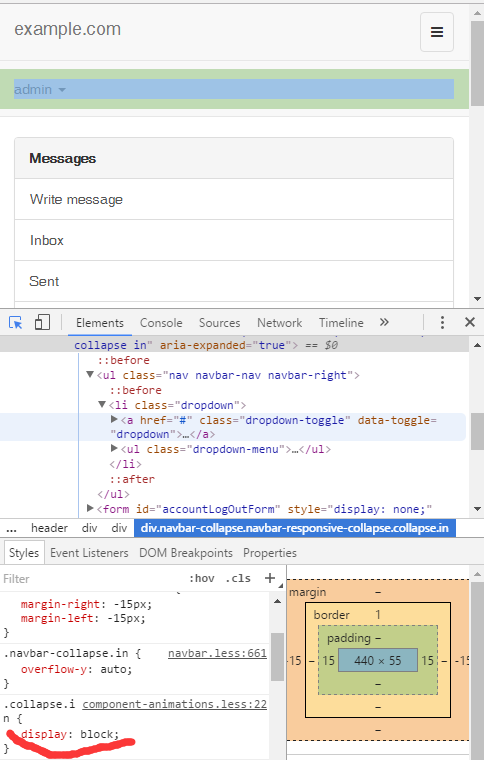 example.com
admin
Messages
Write message
Inbox
Sent
Elements Console Sources Network Timeline »
collapse in" aria-expanded="true"> == $0
::before
▼<ul class="nav navbar-nav navbar-right">
::before
▼<li class="dropdown">
▶<a href="#" class="dropdown-toggle" data-toggle=
"dropdown">…</a>
▶<ul class="dropdown-menu">…</ul>
</li>
::after
</ul>
▶<form id="accountLogOutForm" style="display: none;"
... header div div div.navbar-collapse.navbar-responsive-collapse.collapse.in
Styles Event Listeners DOM Breakpoints Properties
Filter :hov .cls +
margin-right: -15px;
margin-left: -15px;
}
.navbar-collapse.in { navbar.less:661
overflow-y: auto;
}
.collapse.i component-animations.less:22
n {
display: block;
}
margin –
border 1
padding –
-15 – 15 440 × 55 15 – -15
–
–
–